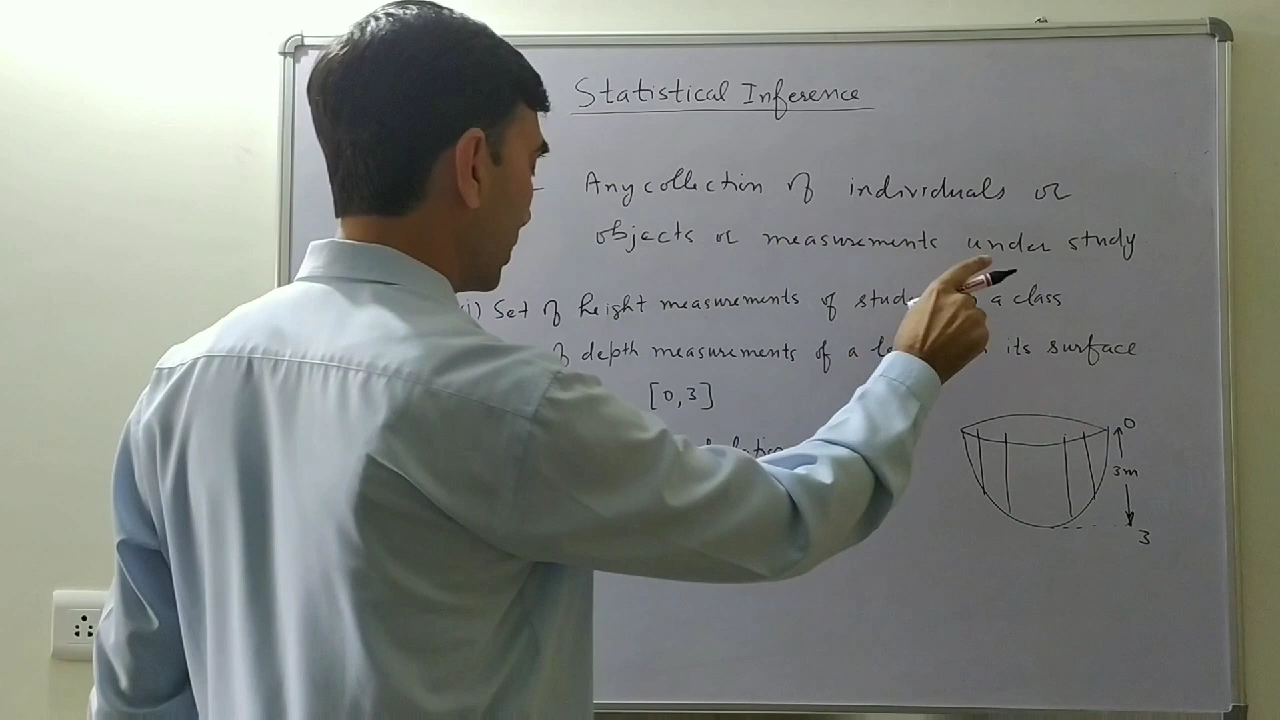 Statistical Inference
- Any collection of individuals or
objects or measurements under study
(i) Set of height measurements of a class
of depth measurements of a its surface
[0,3]
0
3m
3